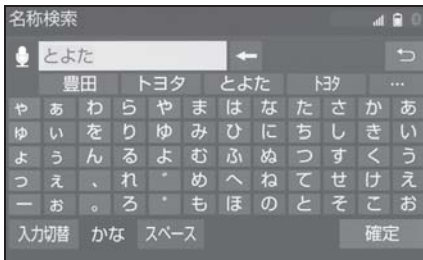 名称検索
とよた
豊田 トヨタ とよた ﾄﾖﾀ …
ゃ ぁ わ ら や ま は な た さ か あ
ゅ ぃ を り ゆ み ひ に ち し き い
ょ ぅ ん る よ む ふ ぬ つ す く う
っ ぇ 、 れ ゛ め へ ね て せ け え
ー ぉ 。 ろ ゜ も ほ の と そ こ お
入力切替 かな スペース 確定